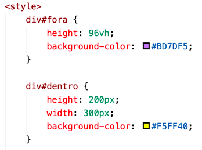 <style>
div#fora {
height: 96vh;
background-color: #BD7DF5;
}
div#dentro {
height: 200px;
width: 300px;
background-color: #F5FF40;
}